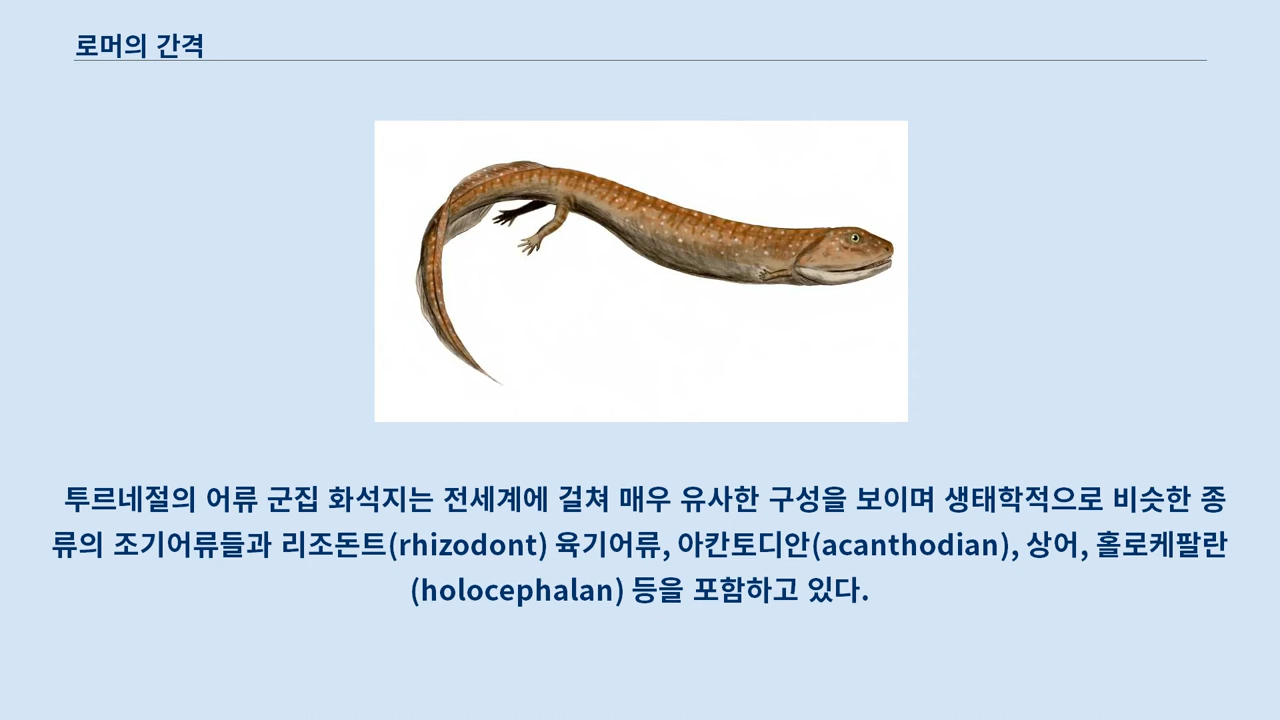 로머의 간격
투르네절의 어류 군집 화석지는 전세계에 걸쳐 매우 유사한 구성을 보이며 생태학적으로 비슷한 종
류의 조기어류들과 리조돈트(rhizodont) 육기어류, 아칸토디안(acanthodian), 상어, 홀로케팔란
(holocephalan) 등을 포함하고 있다.